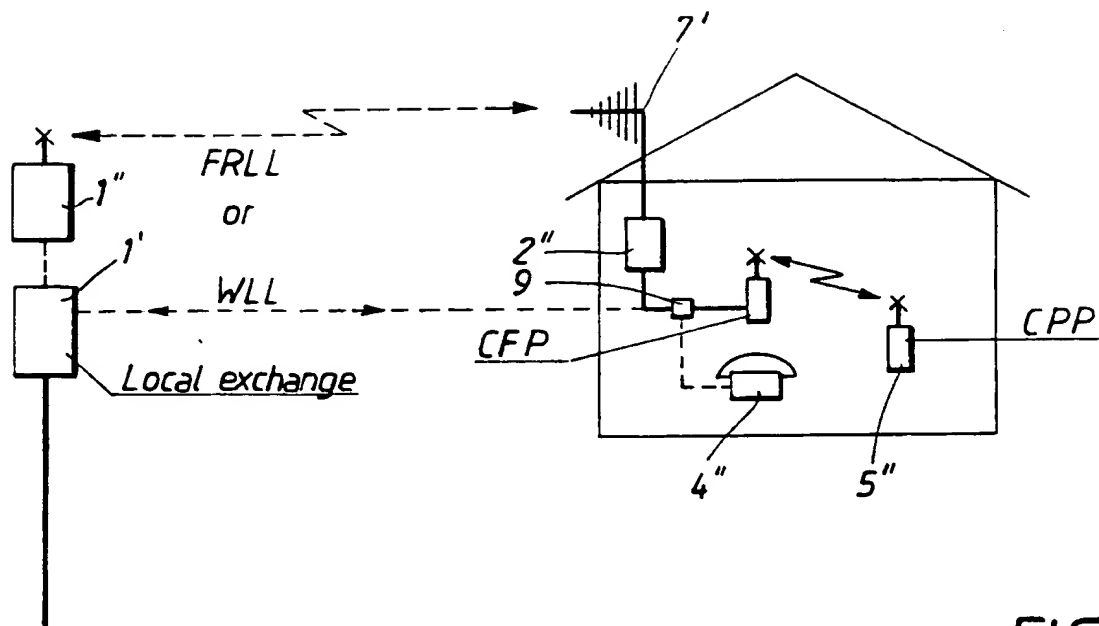 7'
FRLL
or
1"
1'
WLL
2"
9
CFP
CPP
Local exchange
4"
5"